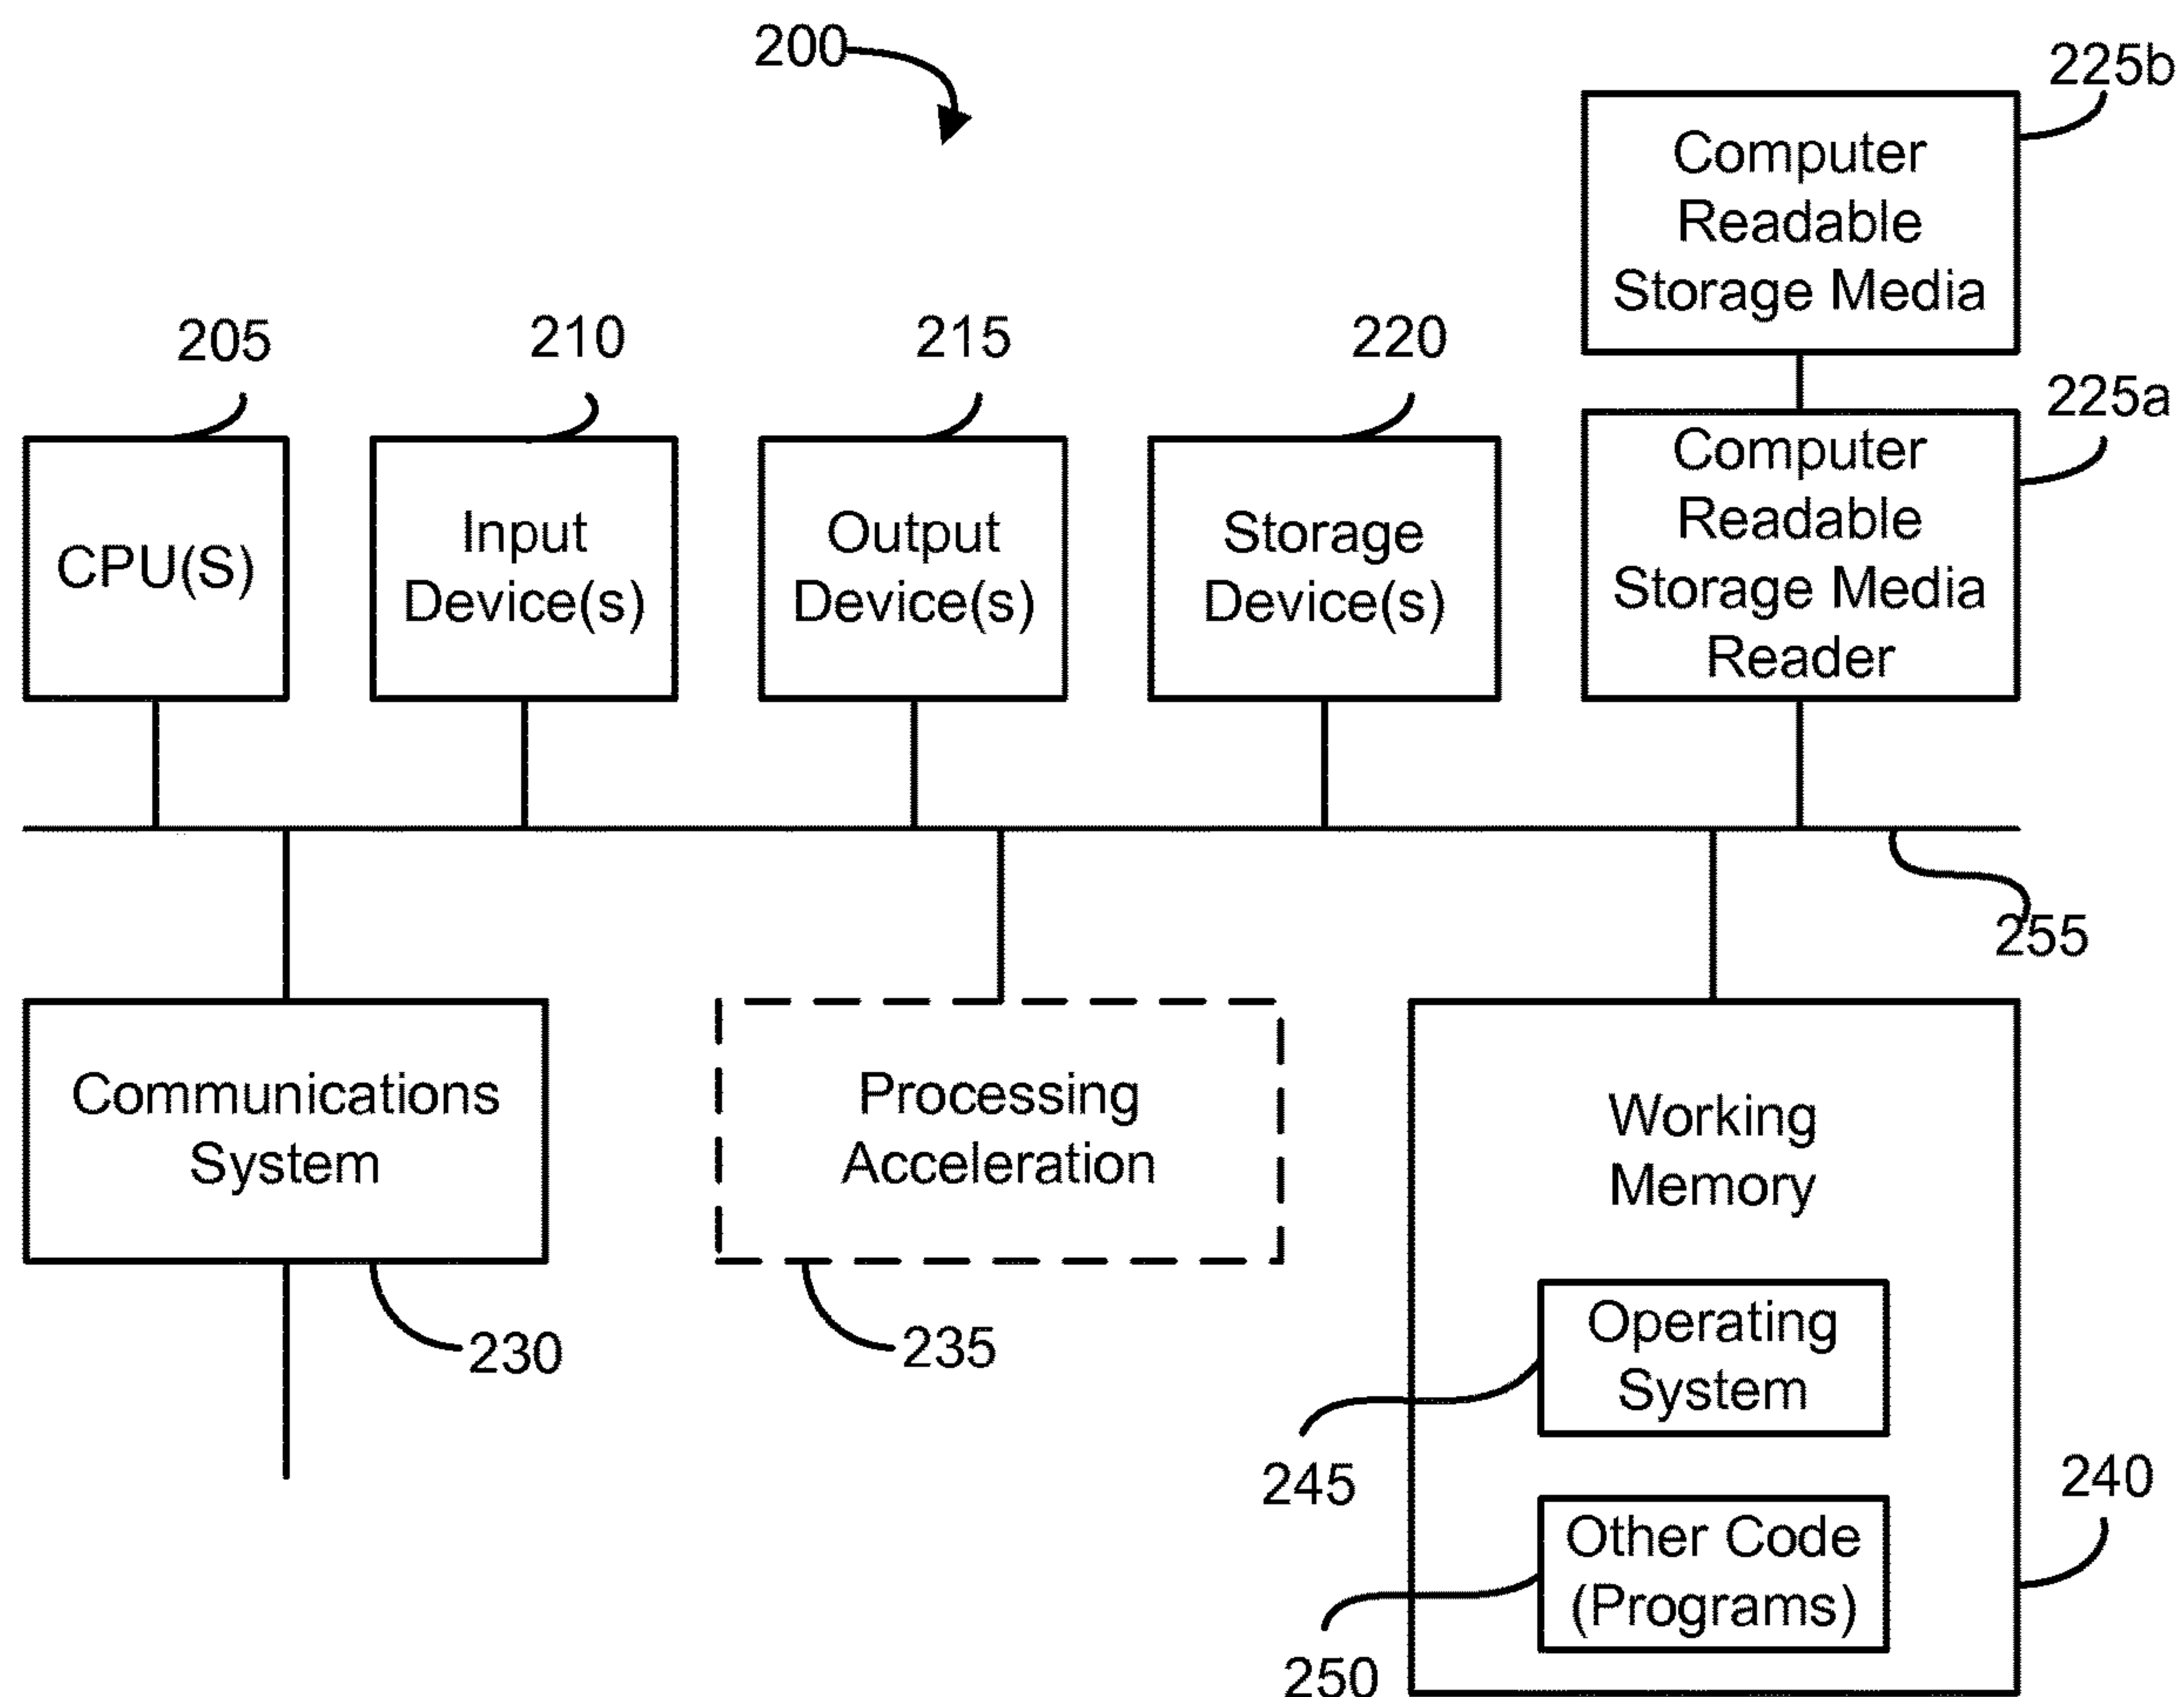 200
225b
Computer
Readable
Storage Media
205
210
215
220
225a
CPU(S)
Input
Device(s)
Output
Device(s)
Storage
Device(s)
Computer
Readable
Storage Media
Reader
255
Communications
System
230
Processing
Acceleration
235
Working
Memory
Operating
System
245
240
Other Code
(Programs)
250